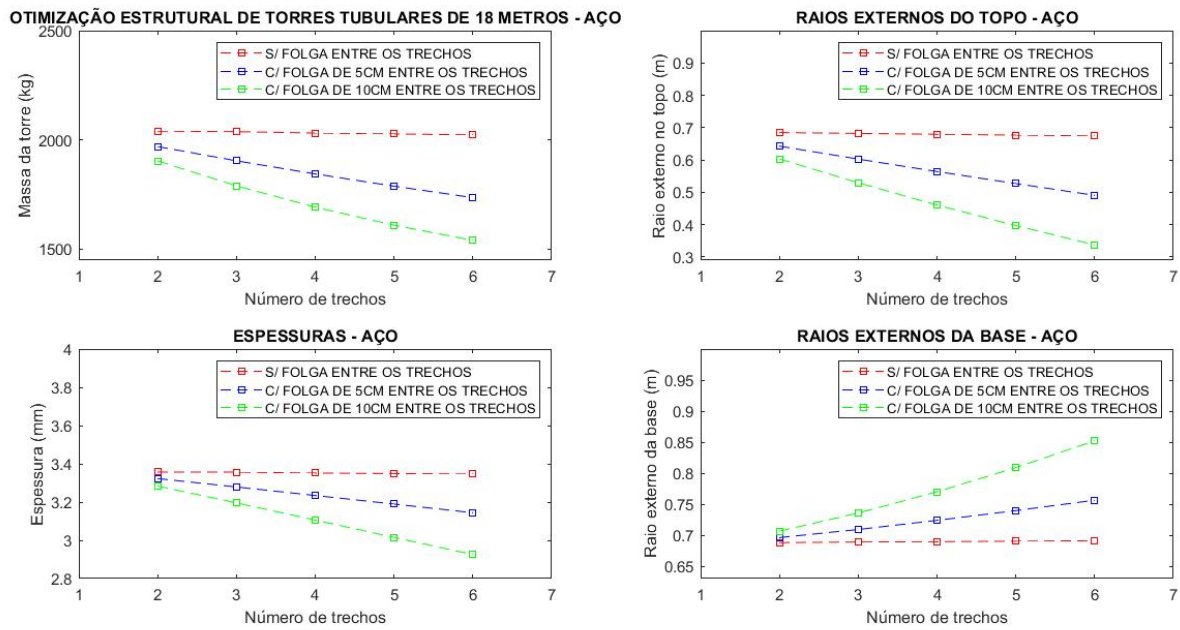 OTIMIZAÇÃO ESTRUTURAL DE TORRES TUBULARES DE 18 METROS - AÇO
Massa da torre (kg)
2500
2000
1500
S/ FOLGA ENTRE OS TRECHOS
C/ FOLGA DE 5CM ENTRE OS TRECHOS
C/ FOLGA DE 10CM ENTRE OS TRECHOS
1 2 3 4 5 6 7
Número de trechos
RAIOS EXTERNOS DO TOPO - AÇO
Raio externo no topo (m)
0.9
0.8
0.7
0.6
0.5
0.4
0.3
S/ FOLGA ENTRE OS TRECHOS
C/ FOLGA DE 5CM ENTRE OS TRECHOS
C/ FOLGA DE 10CM ENTRE OS TRECHOS
1 2 3 4 5 6 7
Número de trechos
ESPESSURAS - AÇO
Espessura (mm)
4
3.8
3.6
3.4
3.2
3
2.8
S/ FOLGA ENTRE OS TRECHOS
C/ FOLGA DE 5CM ENTRE OS TRECHOS
C/ FOLGA DE 10CM ENTRE OS TRECHOS
1 2 3 4 5 6 7
Número de trechos
RAIOS EXTERNOS DA BASE - AÇO
Raio externo da base (m)
0.95
0.9
0.85
0.8
0.75
0.7
0.65
S/ FOLGA ENTRE OS TRECHOS
C/ FOLGA DE 5CM ENTRE OS TRECHOS
C/ FOLGA DE 10CM ENTRE OS TRECHOS
1 2 3 4 5 6 7
Número de trechos